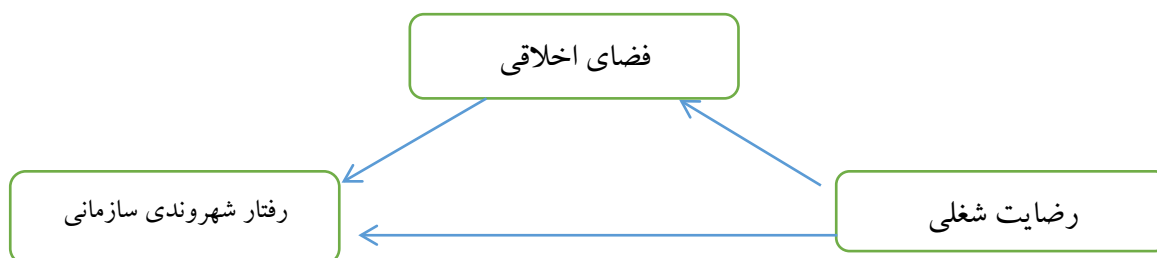 فضای اخلاقی
رضایت شغلی
رفتار شهروندی سازمانی